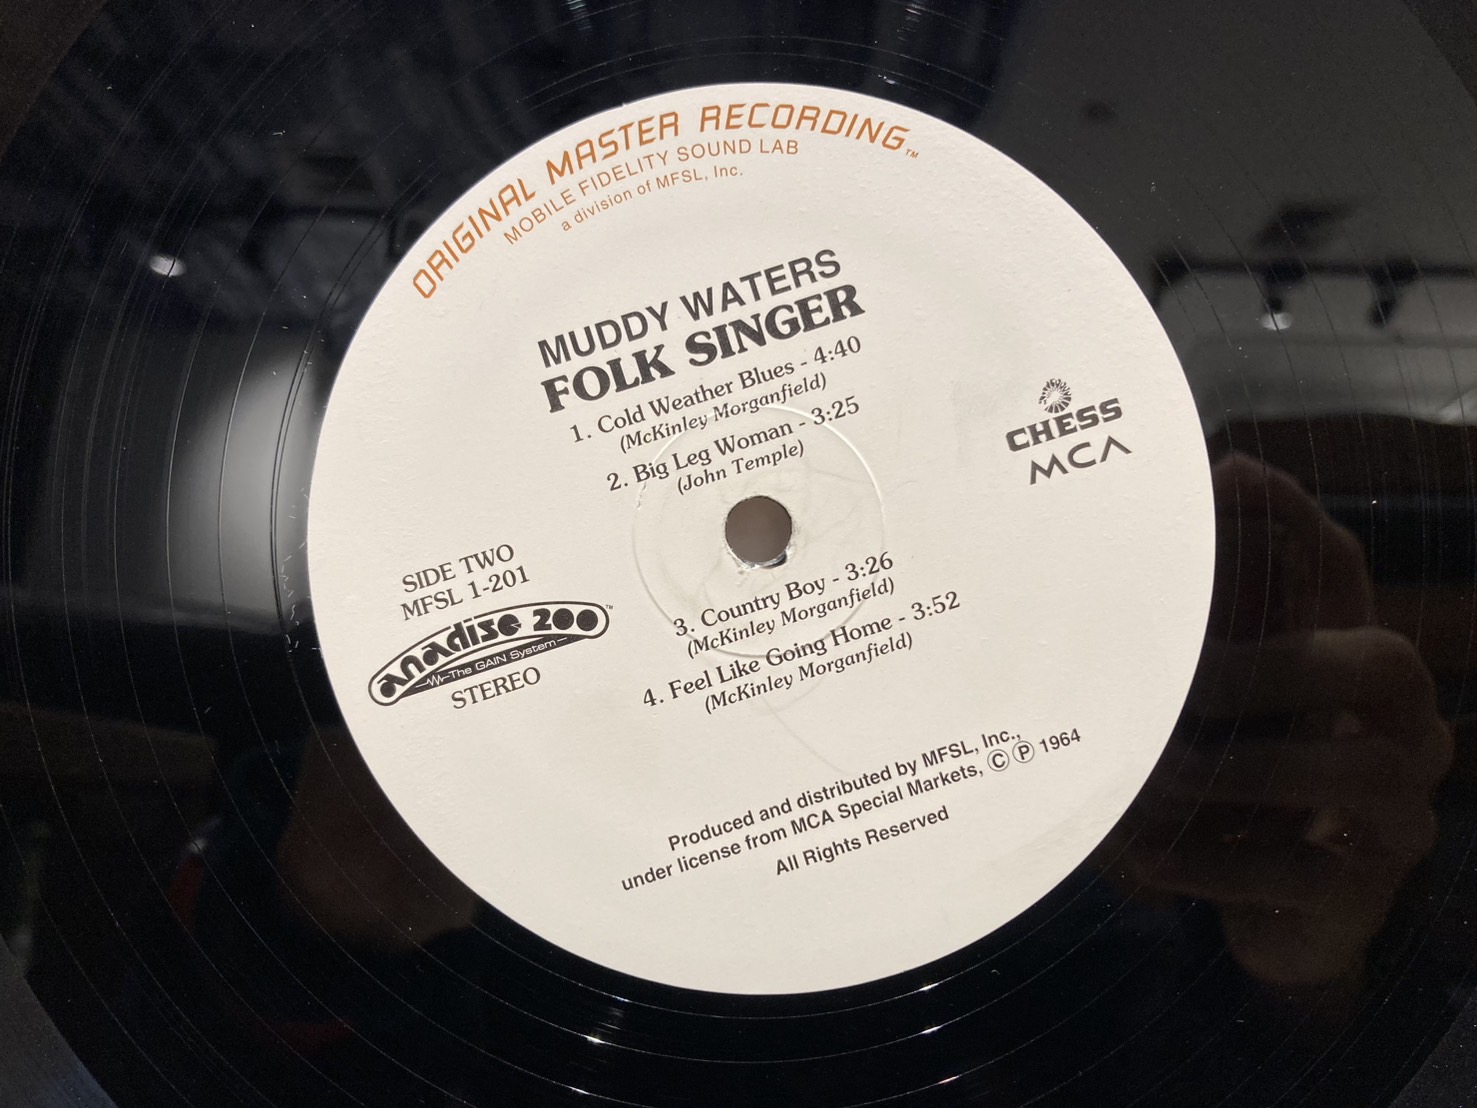 ORIGINAL MASTER RECORDING™
MOBILE FIDELITY SOUND LAB
a division of MFSL, Inc.
MUDDY WATERS
FOLK SINGER
1. Cold Weather Blues - 4:40
(McKinley Morganfield)
2. Big Leg Woman - 3:25
(John Temple)
CHESS
MCA
SIDE TWO
MFSL 1-201
anadisq 200™
The GAIN System
STEREO
3. Country Boy - 3:26
(McKinley Morganfield)
4. Feel Like Going Home - 3:52
(McKinley Morganfield)
Produced and distributed by MFSL, Inc.,
under license from MCA Special Markets, Ⓒ Ⓟ 1964
All Rights Reserved